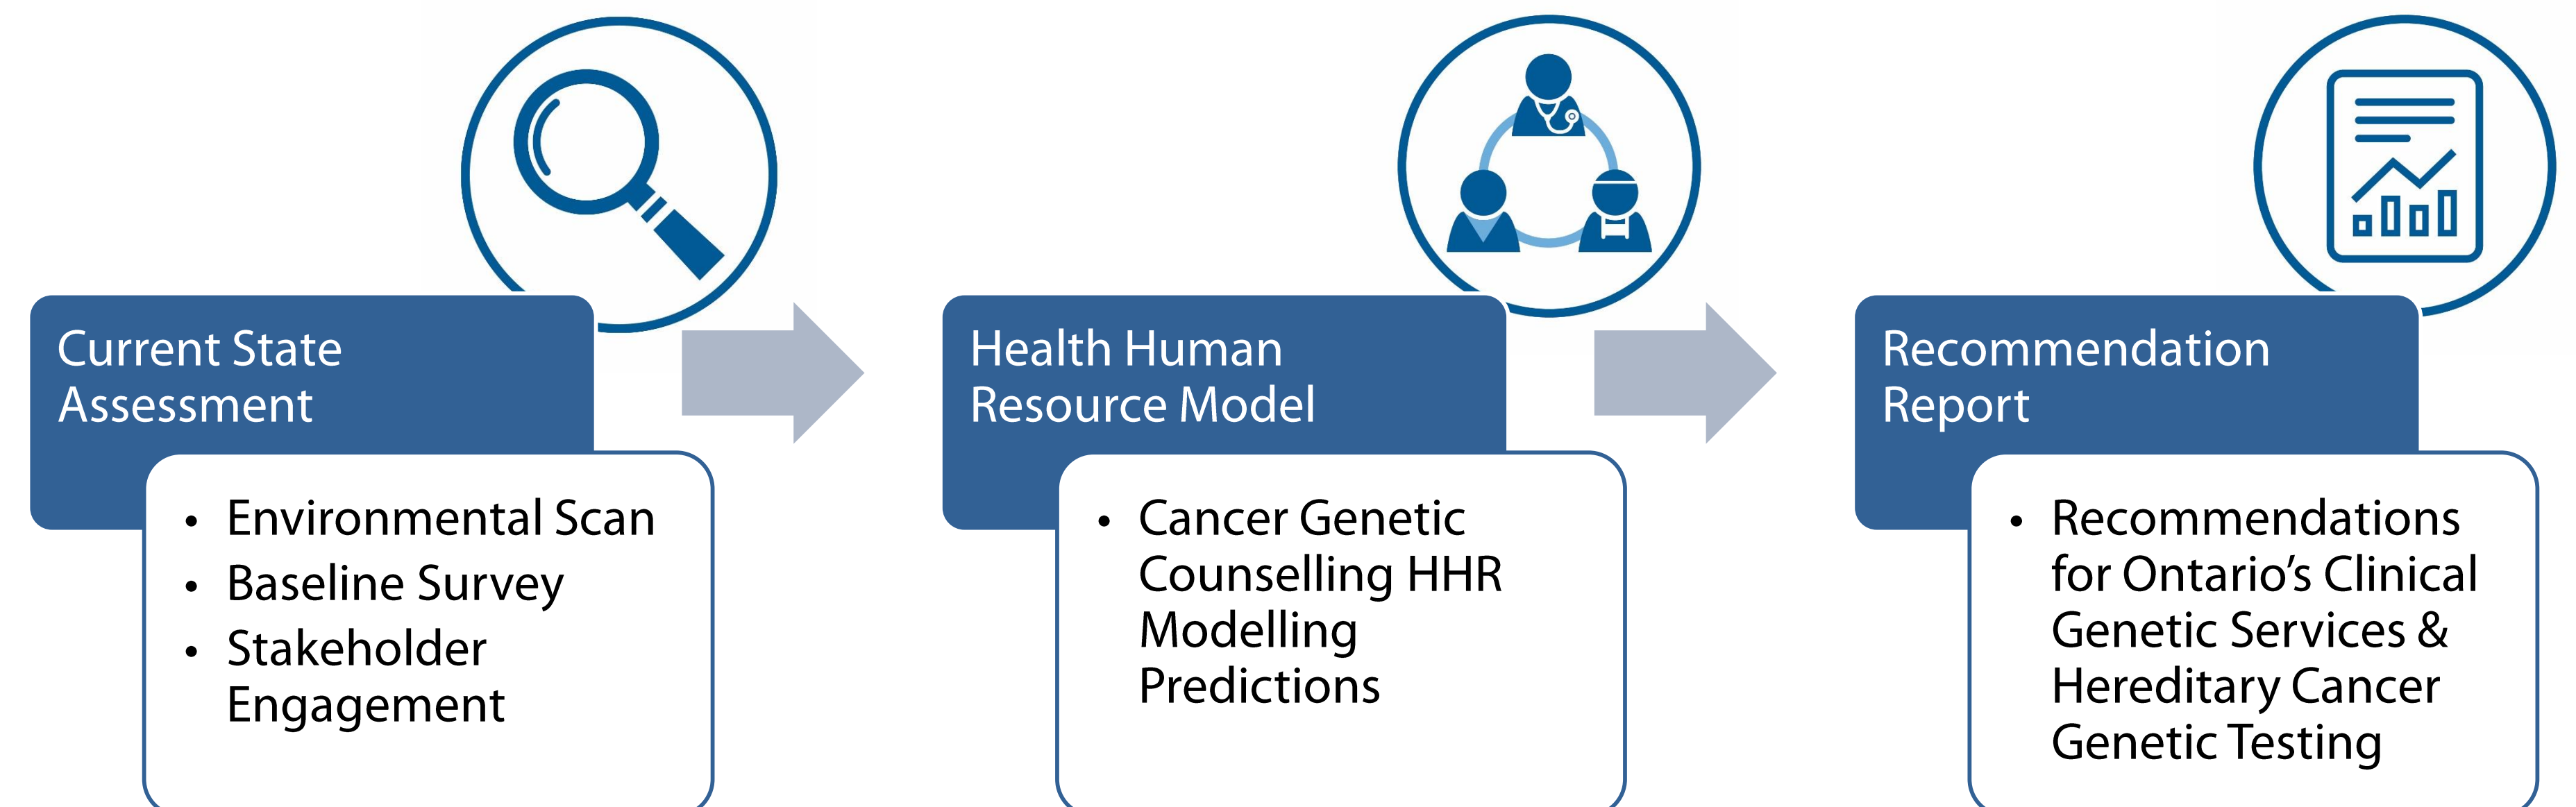 Current State
Assessment
• Environmental Scan
• Baseline Survey
• Stakeholder
Engagement
Health Human
Resource Model
• Cancer Genetic
Counselling HHR
Modelling
Predictions
Recommendation
Report
• Recommendations
for Ontario’s Clinical
Genetic Services &
Hereditary Cancer
Genetic Testing